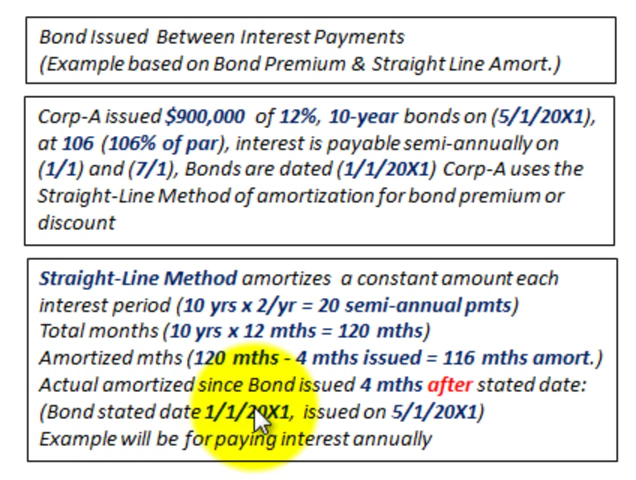 Bond Issued Between Interest Payments
(Example based on Bond Premium & Straight Line Amort.)
Corp-A issued $900,000 of 12%, 10-year bonds on (5/1/20X1),
at 106 (106% of par), interest is payable semi-annually on
(1/1) and (7/1), Bonds are dated (1/1/20X1) Corp-A uses the
Straight-Line Method of amortization for bond premium or
discount
Straight-Line Method amortizes a constant amount each
interest period (10 yrs x 2/yr = 20 semi-annual pmts)
Total months (10 yrs x 12 mths = 120 mths)
Amortized mths (120 mths - 4 mths issued = 116 mths amort.)
Actual amortized since Bond issued 4 mths after stated date:
(Bond stated date 1/1/20X1, issued on 5/1/20X1)
Example will be for paying interest annually